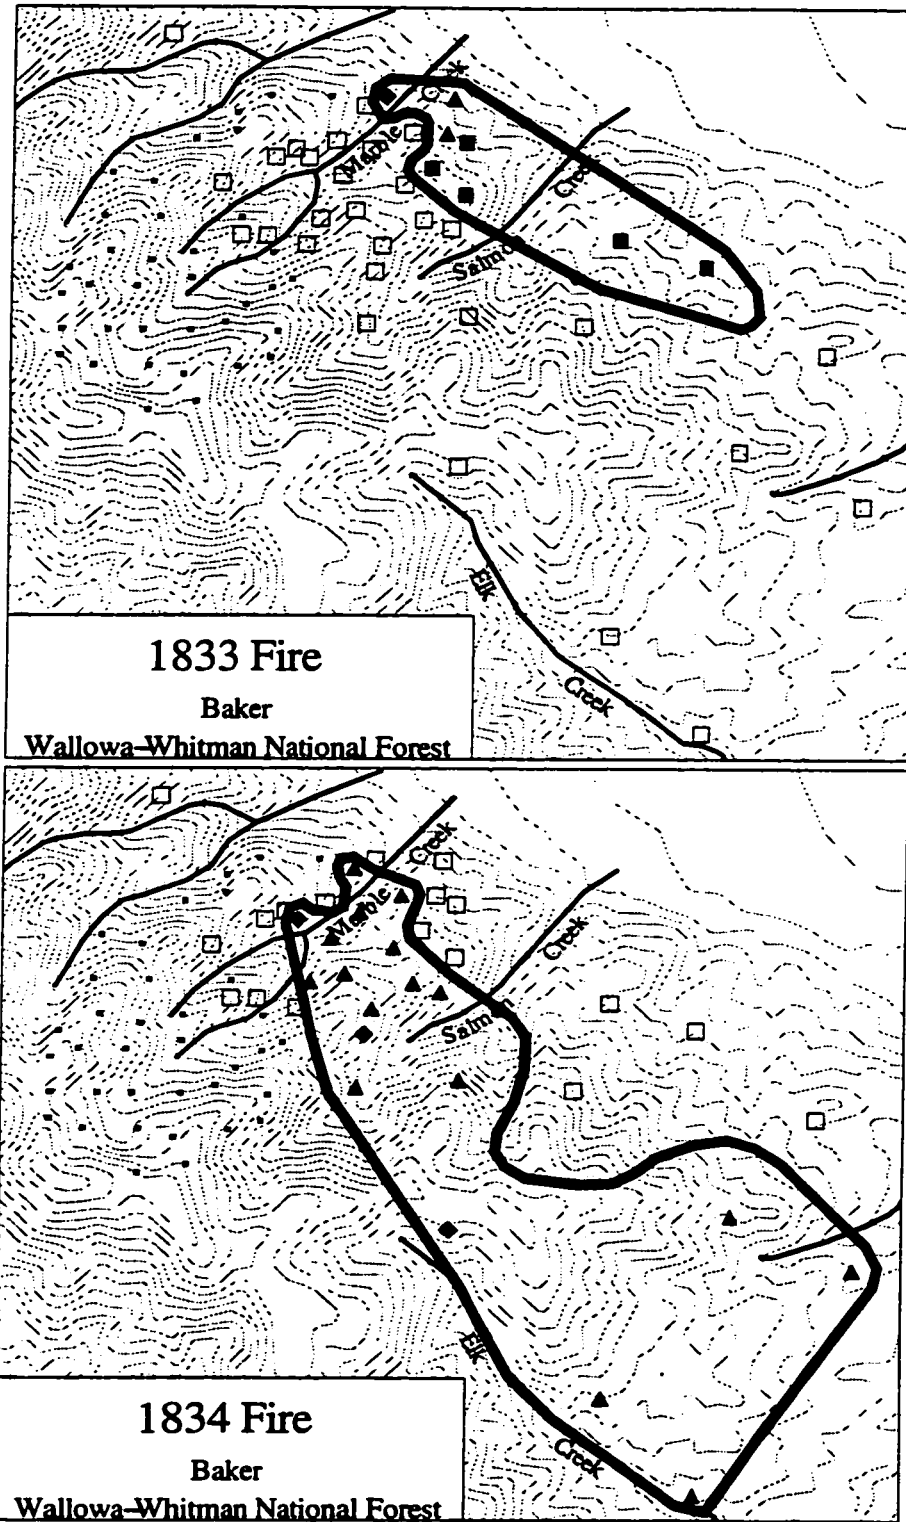 Creek
Marble
Creek
Salmon
Elk
Creek
1833 Fire
Baker
Wallowa–Whitman National Forest
Creek
Marble
Creek
Salmon
Elk
Creek
1834 Fire
Baker
Wallowa–Whitman National Forest